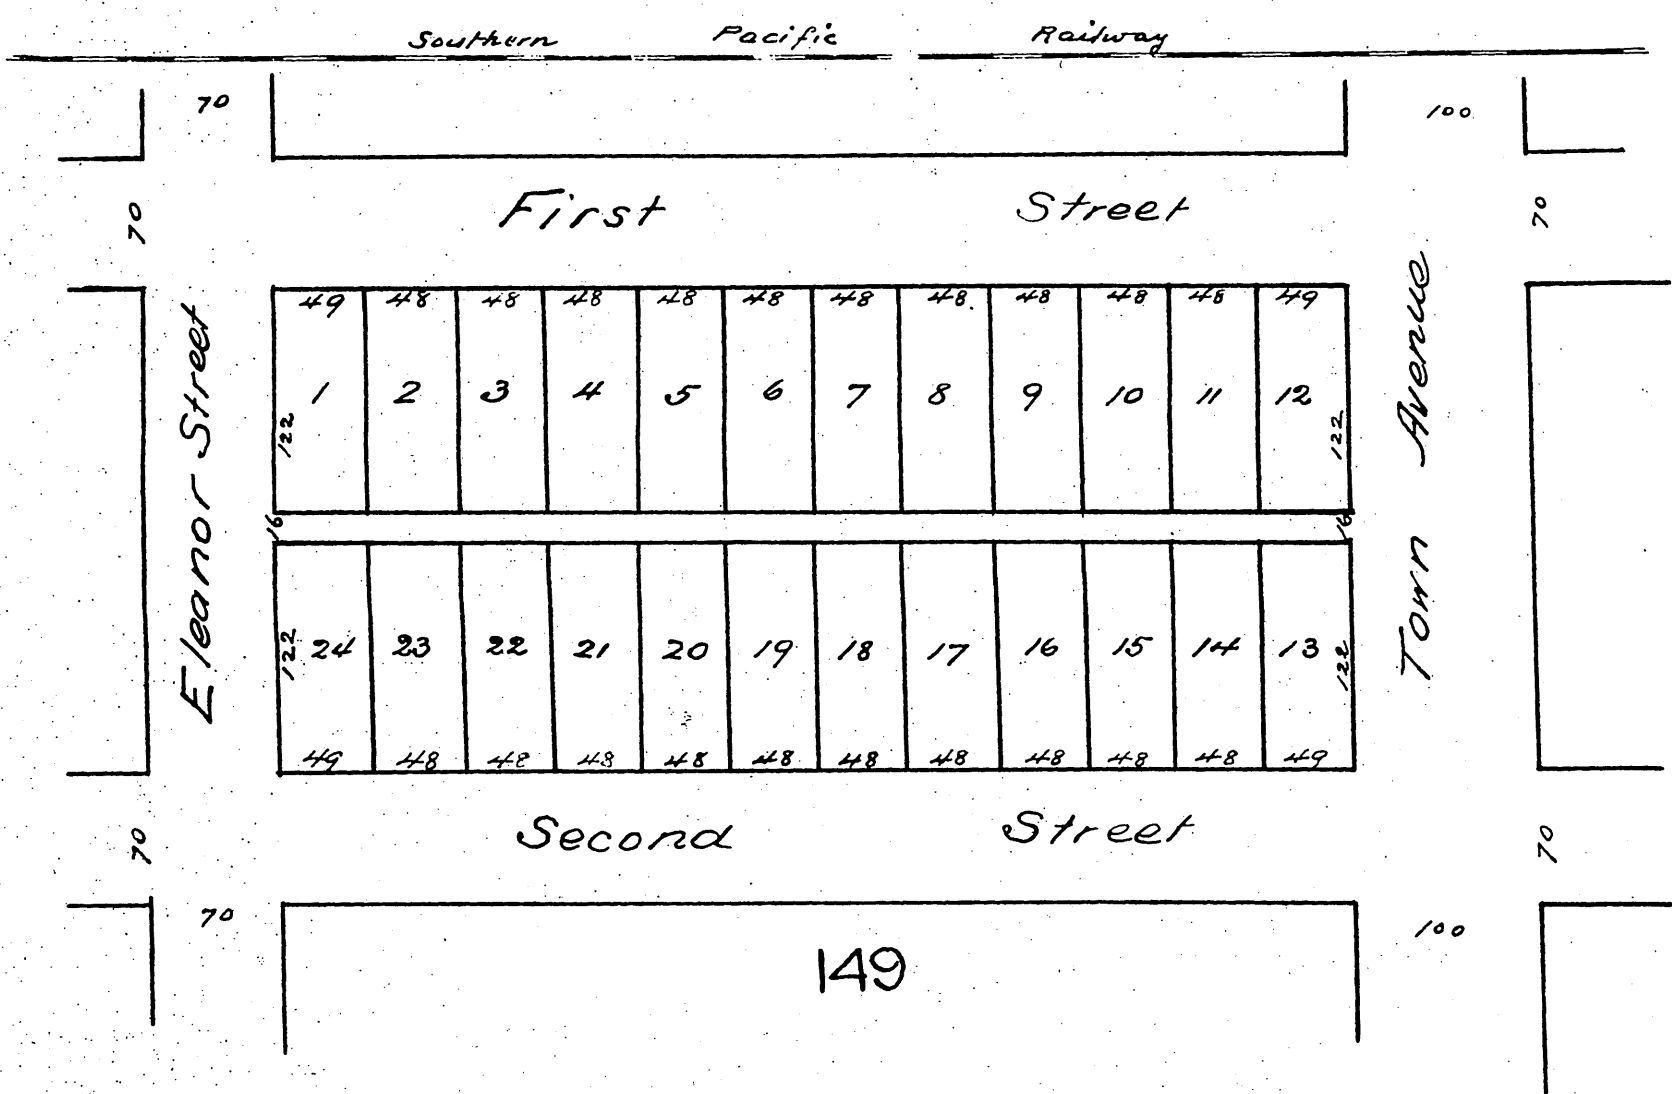 Southern Pacific Railway
70 100
First Street
70 70
49 48 48 48 48 48 48 48. 48 48 48 49
1 2 3 4 5 6 7 8 9 10 11 12
122 122
Eleanor Street
Town Avenue
16 16
24 23 22 21 20 19 18 17 16 15 14 13
122 122
49 48 48 48 48 48 48 48 48 48 48 49
Second Street
70 70
70 100
149